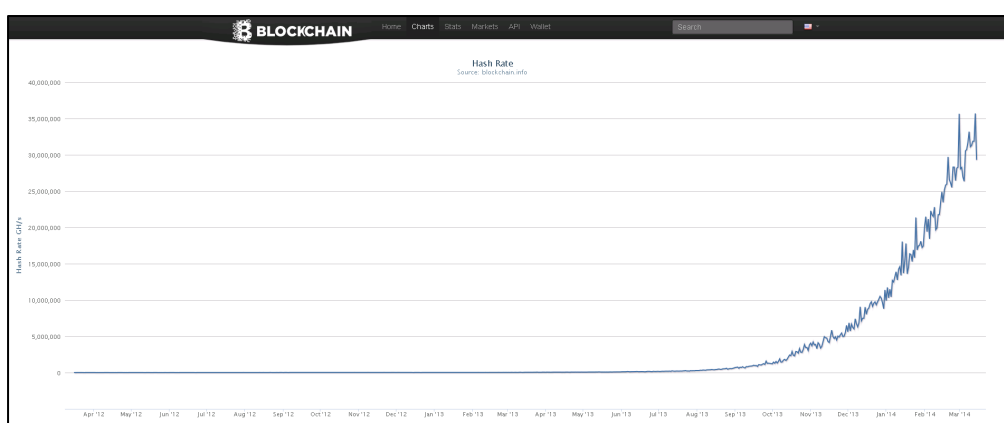 BLOCKCHAIN Home Charts Stats Markets API Wallet Search
Hash Rate
Source: blockchain.info
Hash Rate GH/s
40,000,000
35,000,000
30,000,000
25,000,000
20,000,000
15,000,000
10,000,000
5,000,000
0
Apr '12 May '12 Jun '12 Jul '12 Aug '12 Sep '12 Oct '12 Nov '12 Dec '12 Jan '13 Feb '13 Mar '13 Apr '13 May '13 Jun '13 Jul '13 Aug '13 Sep '13 Oct '13 Nov '13 Dec '13 Jan '14 Feb '14 Mar '14